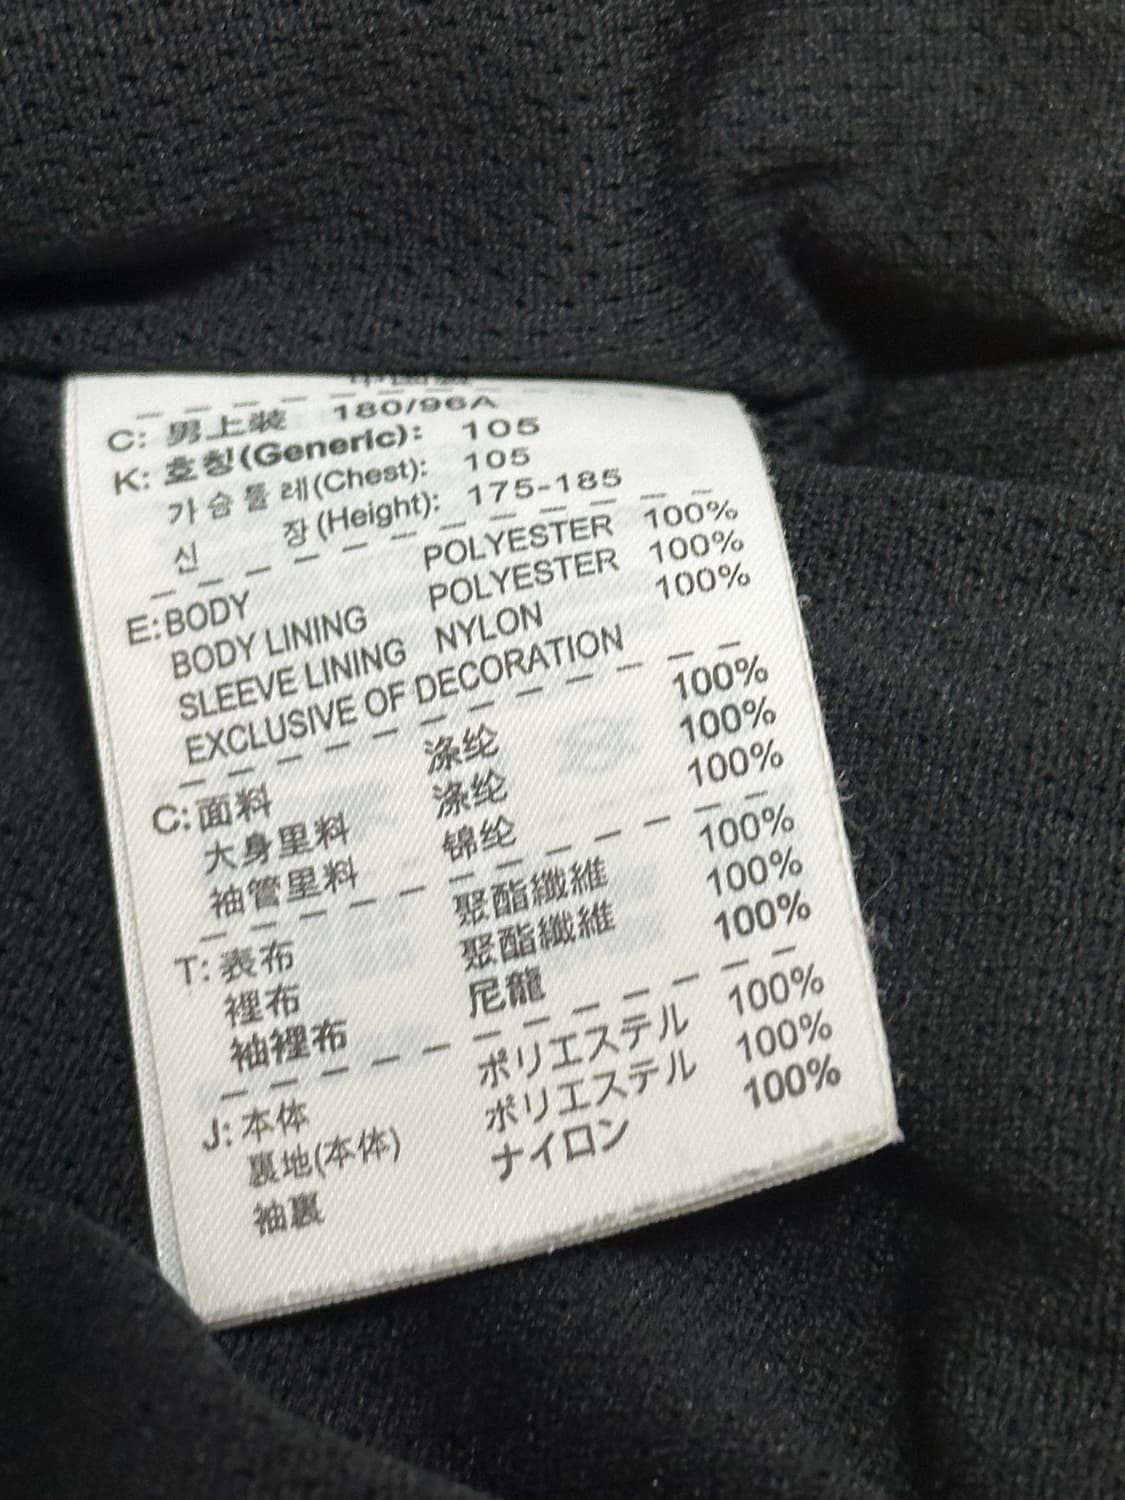 C: 男上裝 180/96A
K: 호칭(Generic): 105
가슴둘레(Chest): 105
신 장(Height): 175-185
E:BODY POLYESTER 100%
BODY LINING POLYESTER 100%
SLEEVE LINING NYLON 100%
EXCLUSIVE OF DECORATION
C:面料 涤纶 100%
大身里料 涤纶 100%
袖管里料 锦纶 100%
T:表布 聚酯纖維 100%
裡布 聚酯纖維 100%
袖裡布 尼龍 100%
J:本体 ポリエステル 100%
裏地(本体) ポリエステル 100%
袖裏 ナイロン 100%